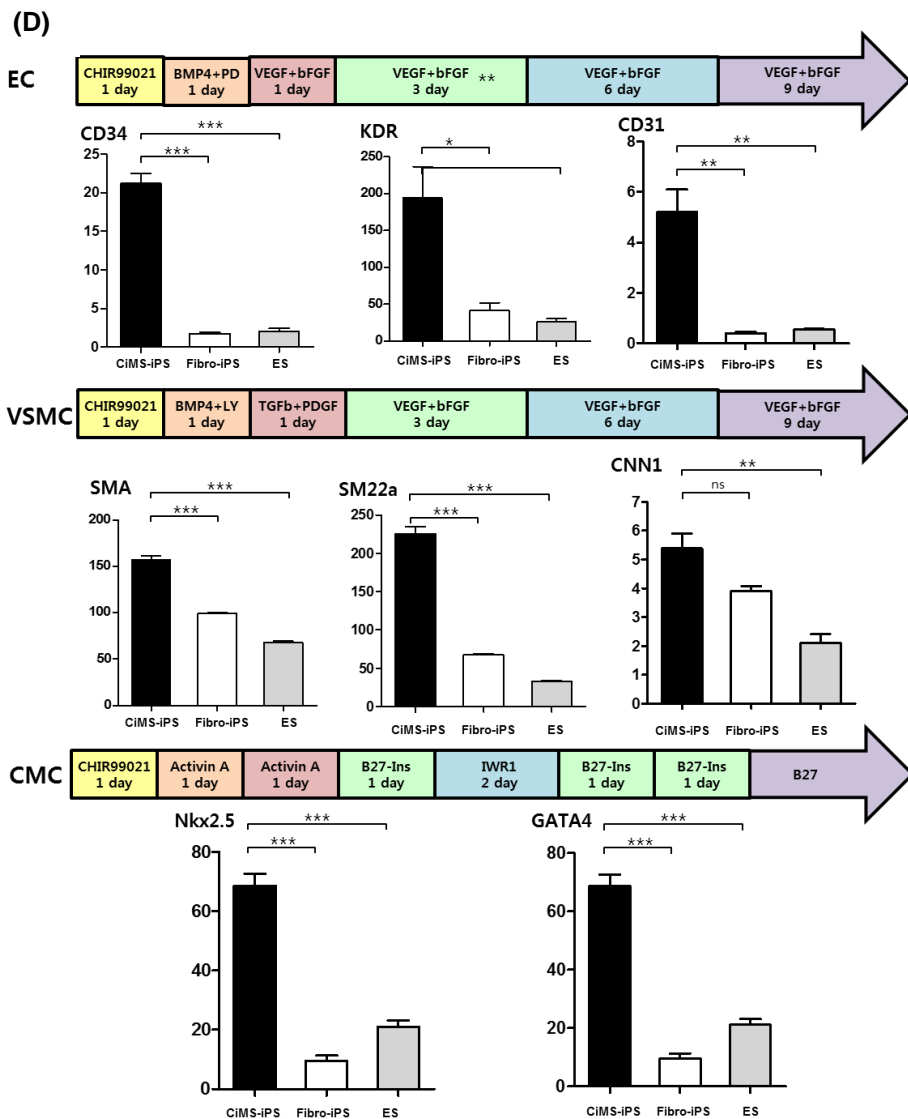 (D)
EC
CHIR99021 BMP4+PD VEGF+bFGF VEGF+bFGF ** VEGF+bFGF VEGF+bFGF
1 day 1 day 1 day 3 day 6 day 9 day
CD34
***
***
25
20
15
10
5
0
CiMS-iPS Fibro-iPS ES
KDR
*
250
200
150
100
50
0
CiMS-iPS Fibro-iPS ES
CD31
**
**
8
6
4
2
0
CiMS-iPS Fibro-iPS ES
VSMC
CHIR99021 BMP4+LY TGFb+PDGF VEGF+bFGF VEGF+bFGF VEGF+bFGF
1 day 1 day 1 day 3 day 6 day 9 day
SMA
***
***
200
150
100
50
0
CiMS-iPS Fibro-iPS ES
SM22a
***
***
250
200
150
100
50
0
CiMS-iPS Fibro-iPS ES
CNN1
**
ns
7
6
5
4
3
2
1
0
CiMS-iPS Fibro-iPS ES
CMC
CHIR99021 Activin A Activin A B27-Ins IWR1 B27-Ins B27-Ins B27
1 day 1 day 1 day 1 day 2 day 1 day 1 day
Nkx2.5
***
***
80
60
40
20
0
CiMS-iPS Fibro-iPS ES
GATA4
***
***
80
60
40
20
0
CiMS-iPS Fibro-iPS ES